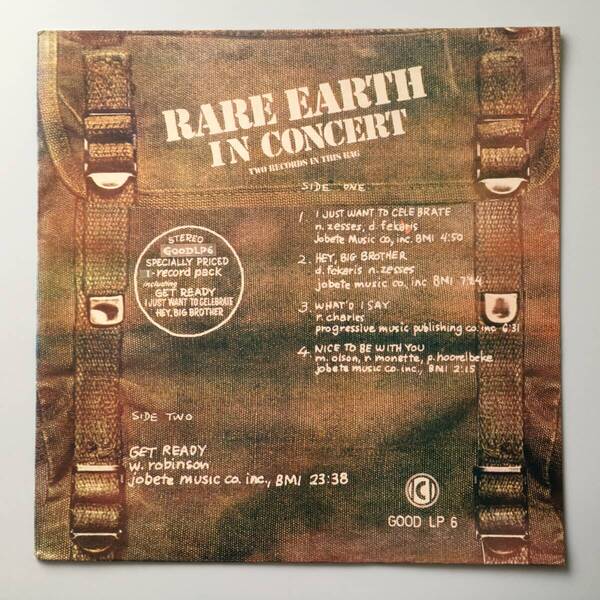 RARE EARTH
IN CONCERT
TWO RECORDS IN THIS BAG
SIDE ONE
1. I JUST WANT TO CELEBRATE
n. zesses, d. fekaris
jobete music co, inc. BMI 4:50
2. HEY, BIG BROTHER
d. fekaris n. zesses
jobete music co. inc BMI 7:24
3. WHAT'D I SAY
r. charles
progressive music publishing co. inc. 6:31
4. NICE TO BE WITH YOU
m. olson, r. monette, p. hoorelbeke
jobete music co. inc., BMI 2:15
STEREO
GOODLP6
SPECIALLY PRICED
1-record pack
including
GET READY
I JUST WANT TO CELEBRATE
HEY, BIG BROTHER
SIDE TWO
GET READY
w. robinson
jobete music co. inc., BMI 23:38
GOOD LP 6